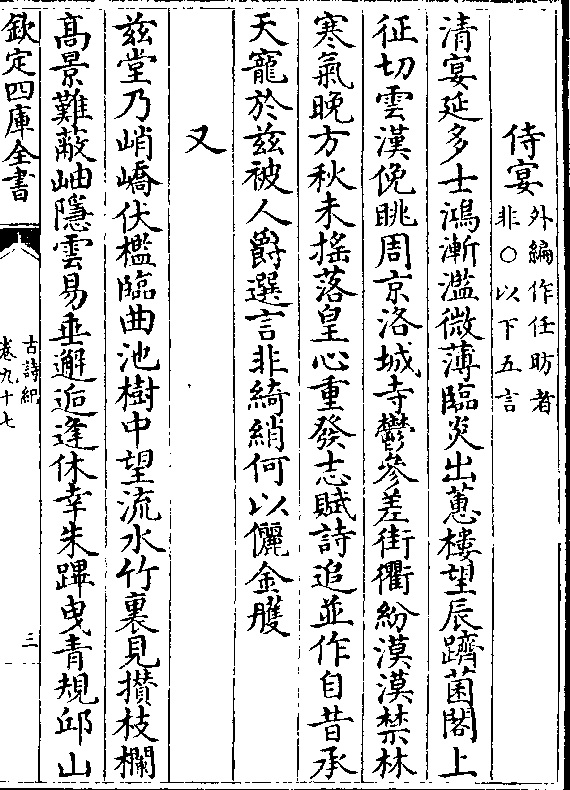 侍宴外編作任昉者
非○以下五言
清宴延多士鴻漸濫微薄臨炎出蕙樓望辰躋菌閣上
征切雲漢俛眺周京洛城寺鬱參差街衢紛漠漠禁林
寒氣晚方秋未揺落皇心重發志賦詩追並作自昔承
天寵於兹被人爵選言非綺綃何以儷金雘
又
兹堂乃峭嶠伏檻臨曲池樹中望流水竹裏見攅枝欄
髙景難蔽岫隱雲易垂邂逅逢休幸朱蹕曵青規邱山
欽定四庫全書
古詩紀
卷九十七
三